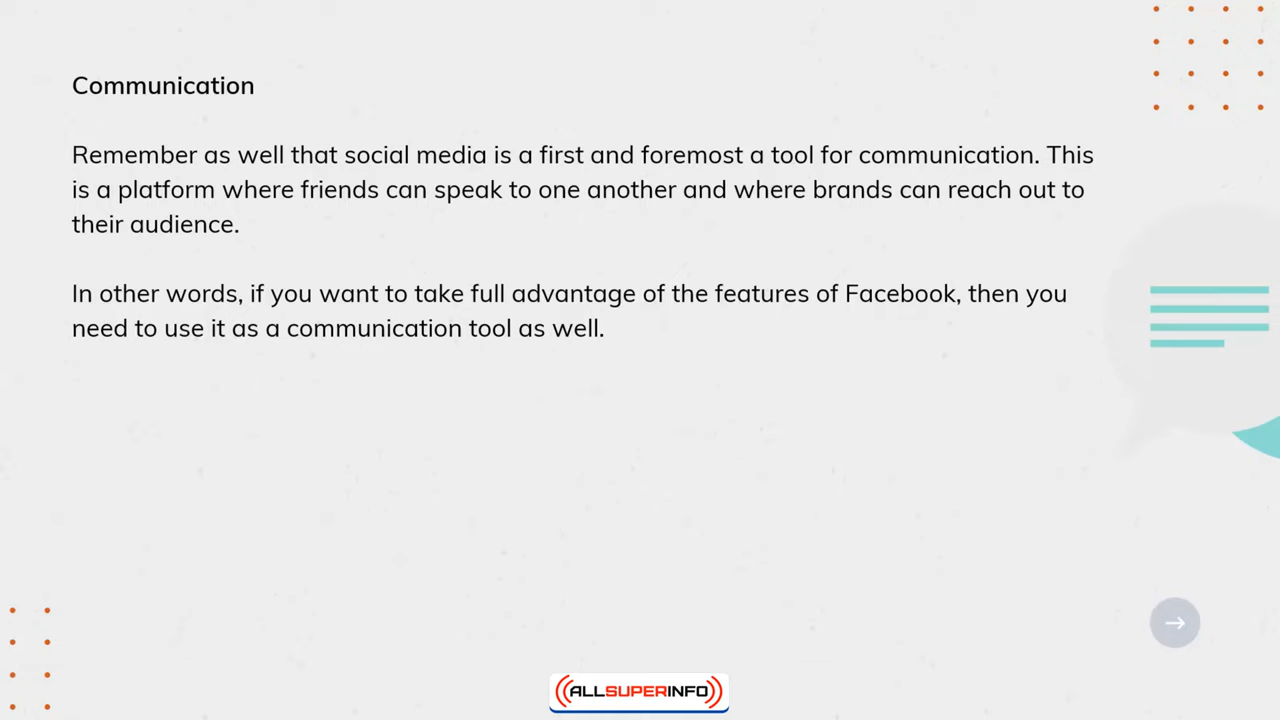 Communication
Remember as well that social media is a first and foremost a tool for communication. This
is a platform where friends can speak to one another and where brands can reach out to
their audience.
In other words, if you want to take full advantage of the features of Facebook, then you
need to use it as a communication tool as well.
ALLSUPERINFO